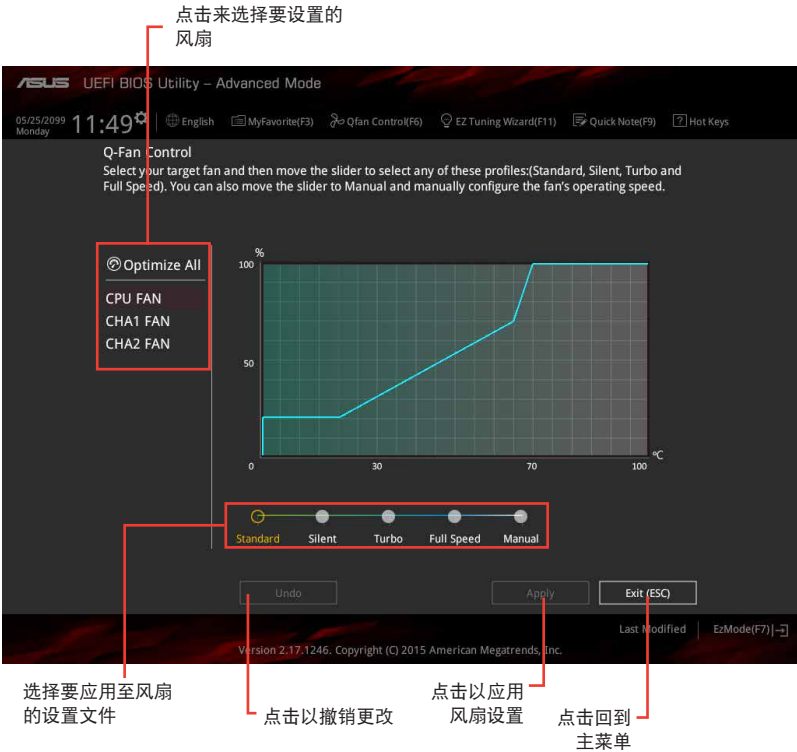 点击来选择要设置的
风扇
ASUS UEFI BIOS Utility – Advanced Mode
05/25/2099
Monday
11:49
English MyFavorite(F3) Qfan Control(F6) EZ Tuning Wizard(F11) Quick Note(F9) ? Hot Keys
Q-Fan Control
Select your target fan and then move the slider to select any of these profiles:(Standard, Silent, Turbo and
Full Speed). You can also move the slider to Manual and manually configure the fan's operating speed.
Optimize All
CPU FAN
CHA1 FAN
CHA2 FAN
%
100
50
0 30 70 100
°C
Standard Silent Turbo Full Speed Manual
Undo Apply Exit (ESC)
Last Modified EzMode(F7)
Version 2.17.1246. Copyright (C) 2015 American Megatrends, Inc.
选择要应用至风扇
的设置文件
点击以撤销更改
点击以应用
风扇设置
点击回到
主菜单